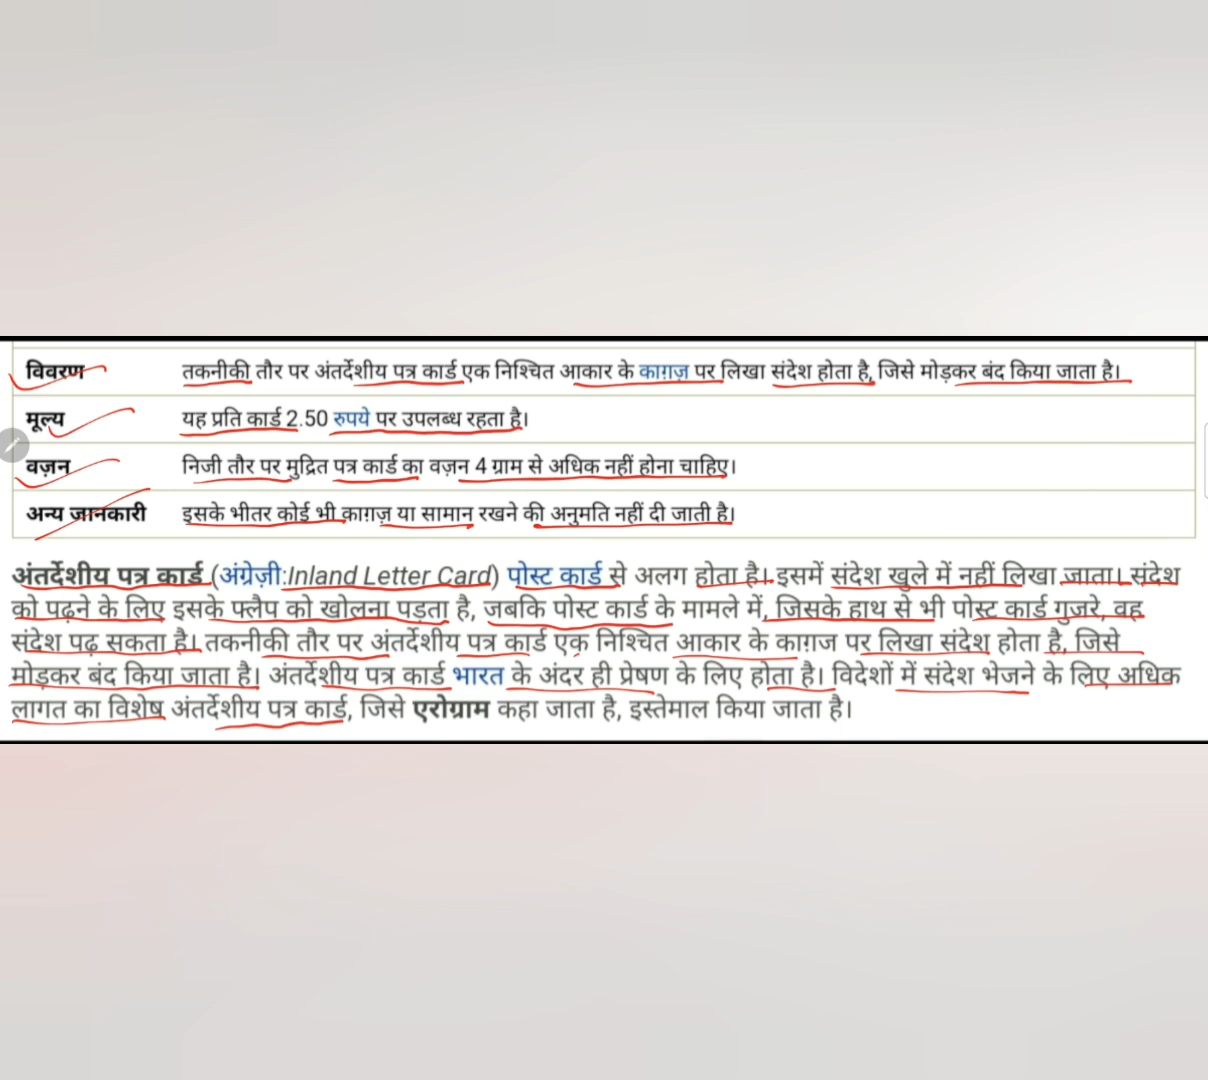 विवरण तकनीकी तौर पर अंतर्देशीय पत्र कार्ड एक निश्चित आकार के काग़ज़ पर लिखा संदेश होता है, जिसे मोड़कर बंद किया जाता है।
मूल्य यह प्रति कार्ड 2.50 रुपये पर उपलब्ध रहता है।
वज़न निजी तौर पर मुद्रित पत्र कार्ड का वज़न 4 ग्राम से अधिक नहीं होना चाहिए।
अन्य जानकारी इसके भीतर कोई भी काग़ज़ या सामान रखने की अनुमति नहीं दी जाती है।
अंतर्देशीय पत्र कार्ड (अंग्रेज़ी:Inland Letter Card) पोस्ट कार्ड से अलग होता है। इसमें संदेश खुले में नहीं लिखा जाता। संदेश
को पढ़ने के लिए इसके फ्लैप को खोलना पड़ता है, जबकि पोस्ट कार्ड के मामले में, जिसके हाथ से भी पोस्ट कार्ड गुजरे, वह
संदेश पढ़ सकता है। तकनीकी तौर पर अंतर्देशीय पत्र कार्ड एक निश्चित आकार के काग़ज पर लिखा संदेश होता है, जिसे
मोड़कर बंद किया जाता है। अंतर्देशीय पत्र कार्ड भारत के अंदर ही प्रेषण के लिए होता है। विदेशों में संदेश भेजने के लिए अधिक
लागत का विशेष अंतर्देशीय पत्र कार्ड, जिसे एरोग्राम कहा जाता है, इस्तेमाल किया जाता है।